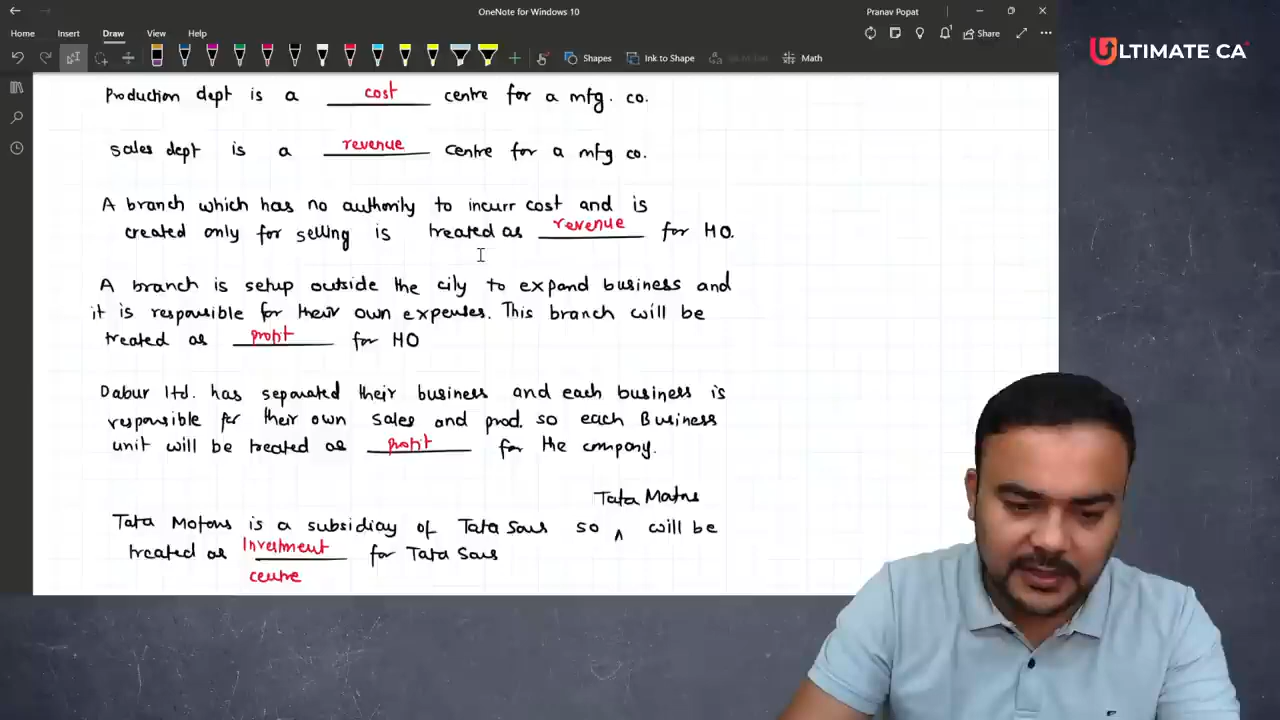 OneNote for Windows 10
Pranav Popat
Home Insert Draw View Help
Share
Shapes Ink to Shape Math
ULTIMATE CA
Production dept is a cost centre for a mfg. co.
Sales dept is a revenue centre for a mfg co.
A branch which has no authority to incurr cost and is
created only for selling is treated as revenue for HO.
A branch is setup outside the city to expand business and
it is responsible for their own expenses. This branch will be
treated as profit for HO
Dabur ltd. has separated their business and each business is
responsible for their own sales and prod. so each Business
unit will be treated as profit for the company.
Tata Motors
Tata Motors is a subsidiay of Tata Sons so ^ will be
treated as Investment for Tata Sons
centre